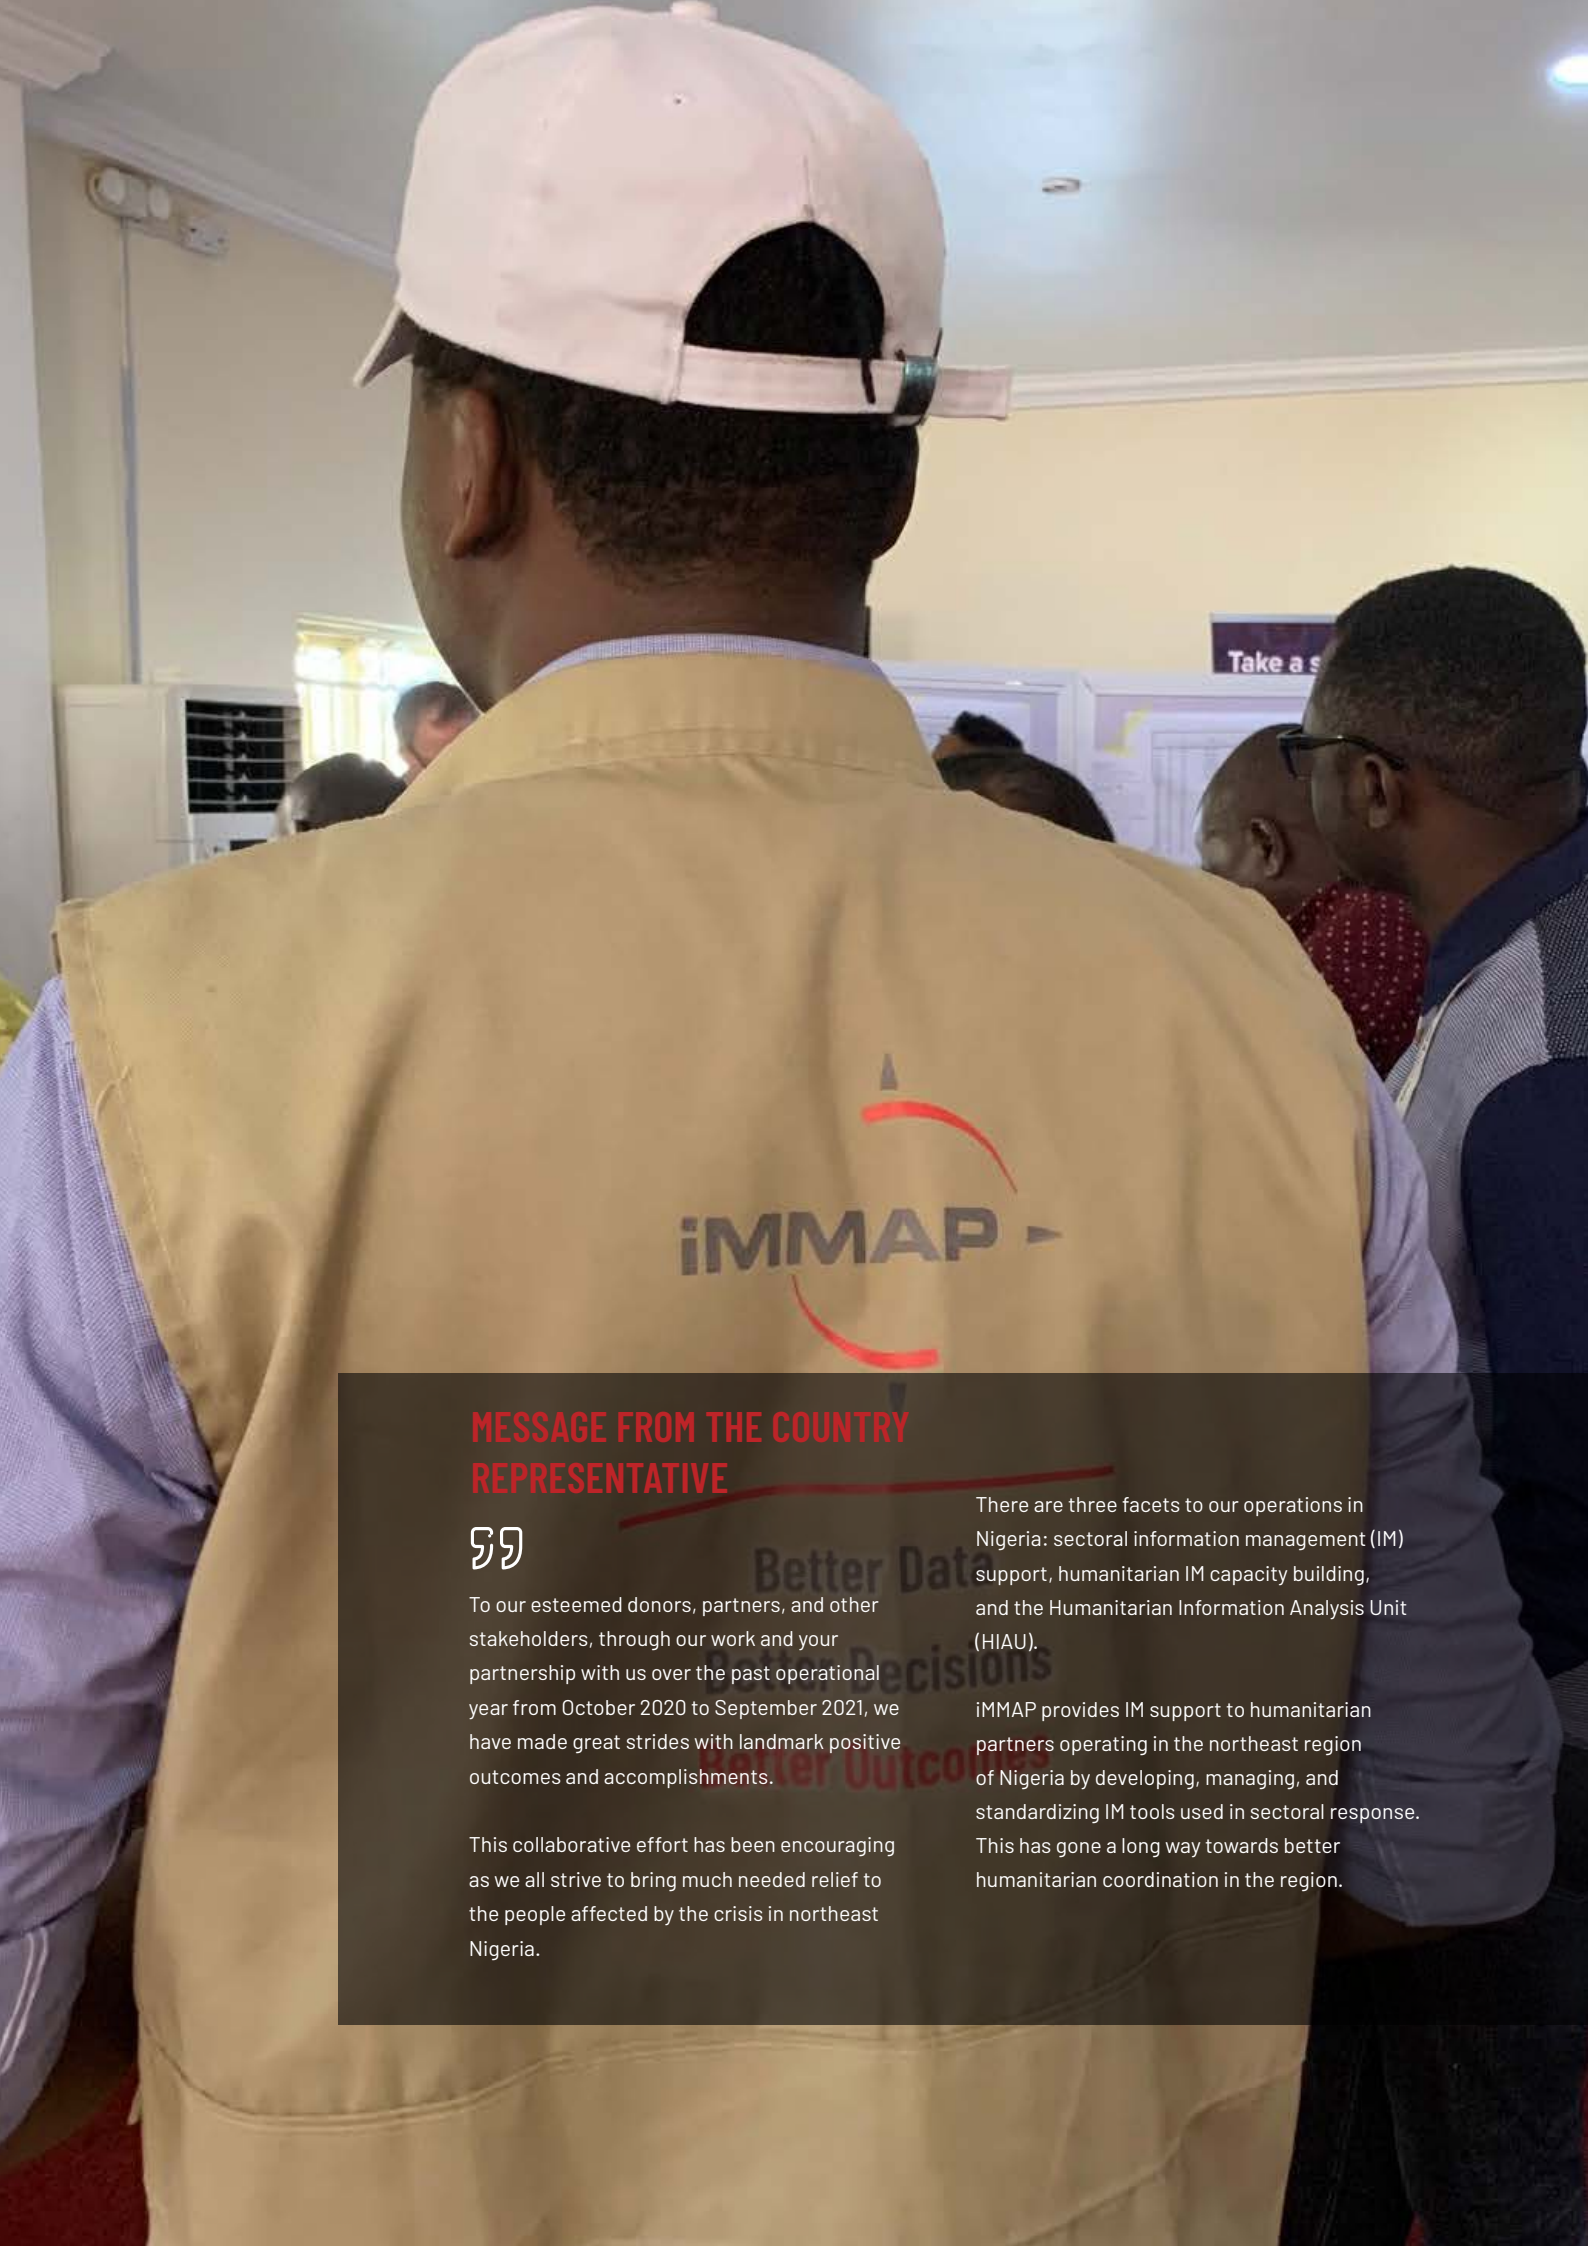 Take a s
iMMAP
MESSAGE FROM THE COUNTRY
REPRESENTATIVE
To our esteemed donors, partners, and other
stakeholders, through our work and your
partnership with us over the past operational
year from October 2020 to September 2021, we
have made great strides with landmark positive
outcomes and accomplishments.
This collaborative effort has been encouraging
as we all strive to bring much needed relief to
the people affected by the crisis in northeast
Nigeria.
There are three facets to our operations in
Nigeria: sectoral information management (IM)
support, humanitarian IM capacity building,
and the Humanitarian Information Analysis Unit
(HIAU).
iMMAP provides IM support to humanitarian
partners operating in the northeast region
of Nigeria by developing, managing, and
standardizing IM tools used in sectoral response.
This has gone a long way towards better
humanitarian coordination in the region.
Better Data
Better Decisions
Better Outcomes